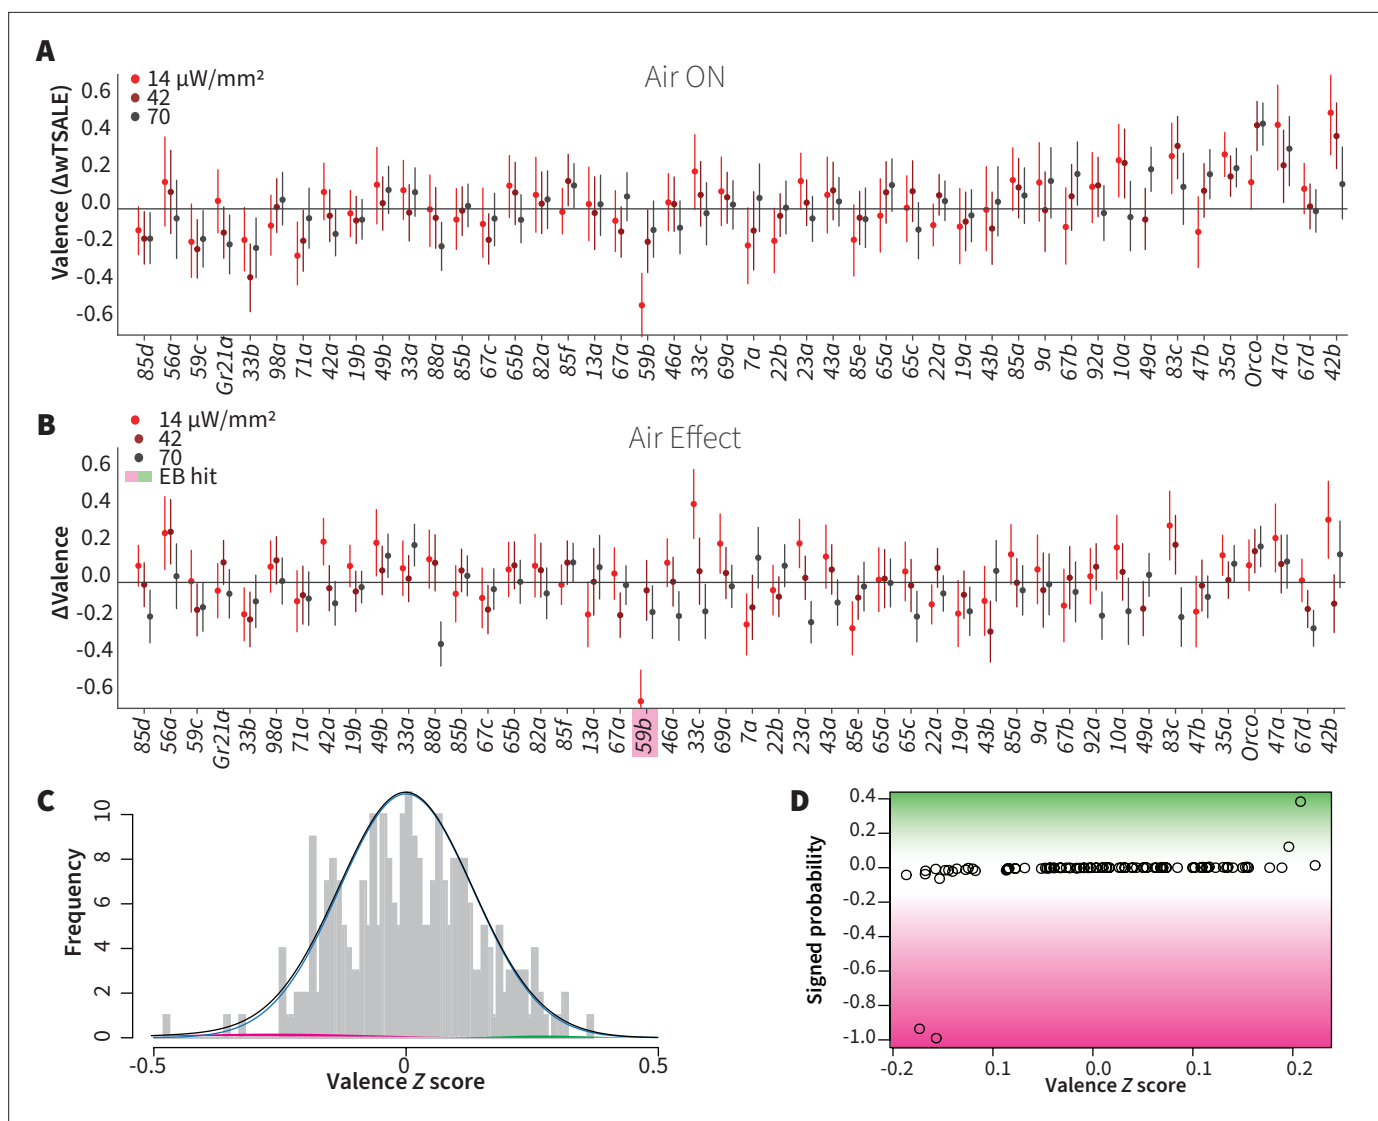 A
Air ON
14 μW/mm²
42
70
Valence (ΔwTSALE)
0.6
0.4
0.2
0.0
-0.2
-0.4
-0.6
85d 56a 59c Gr21a 33b 98a 71a 42a 19b 49b 33a 88a 85b 67c 65b 82a 85f 13a 67a 59b 46a 33c 69a 7a 22b 23a 43a 85e 65a 65c 22a 19a 43b 85a 9a 67b 92a 10a 49a 83c 47b 35a Orco 47a 67d 42b
B
Air Effect
14 μW/mm²
42
70
EB hit
ΔValence
0.6
0.4
0.2
0.0
-0.2
-0.4
-0.6
85d 56a 59c Gr21a 33b 98a 71a 42a 19b 49b 33a 88a 85b 67c 65b 82a 85f 13a 67a 59b 46a 33c 69a 7a 22b 23a 43a 85e 65a 65c 22a 19a 43b 85a 9a 67b 92a 10a 49a 83c 47b 35a Orco 47a 67d 42b
C
Frequency
10
8
6
4
2
0
-0.5 0 0.5
Valence Z score
D
Signed probability
0.4
0.2
0.0
-0.2
-0.4
-0.6
-0.8
-1.0
-0.2 0.1 0.0 0.1 0.2
Valence Z score